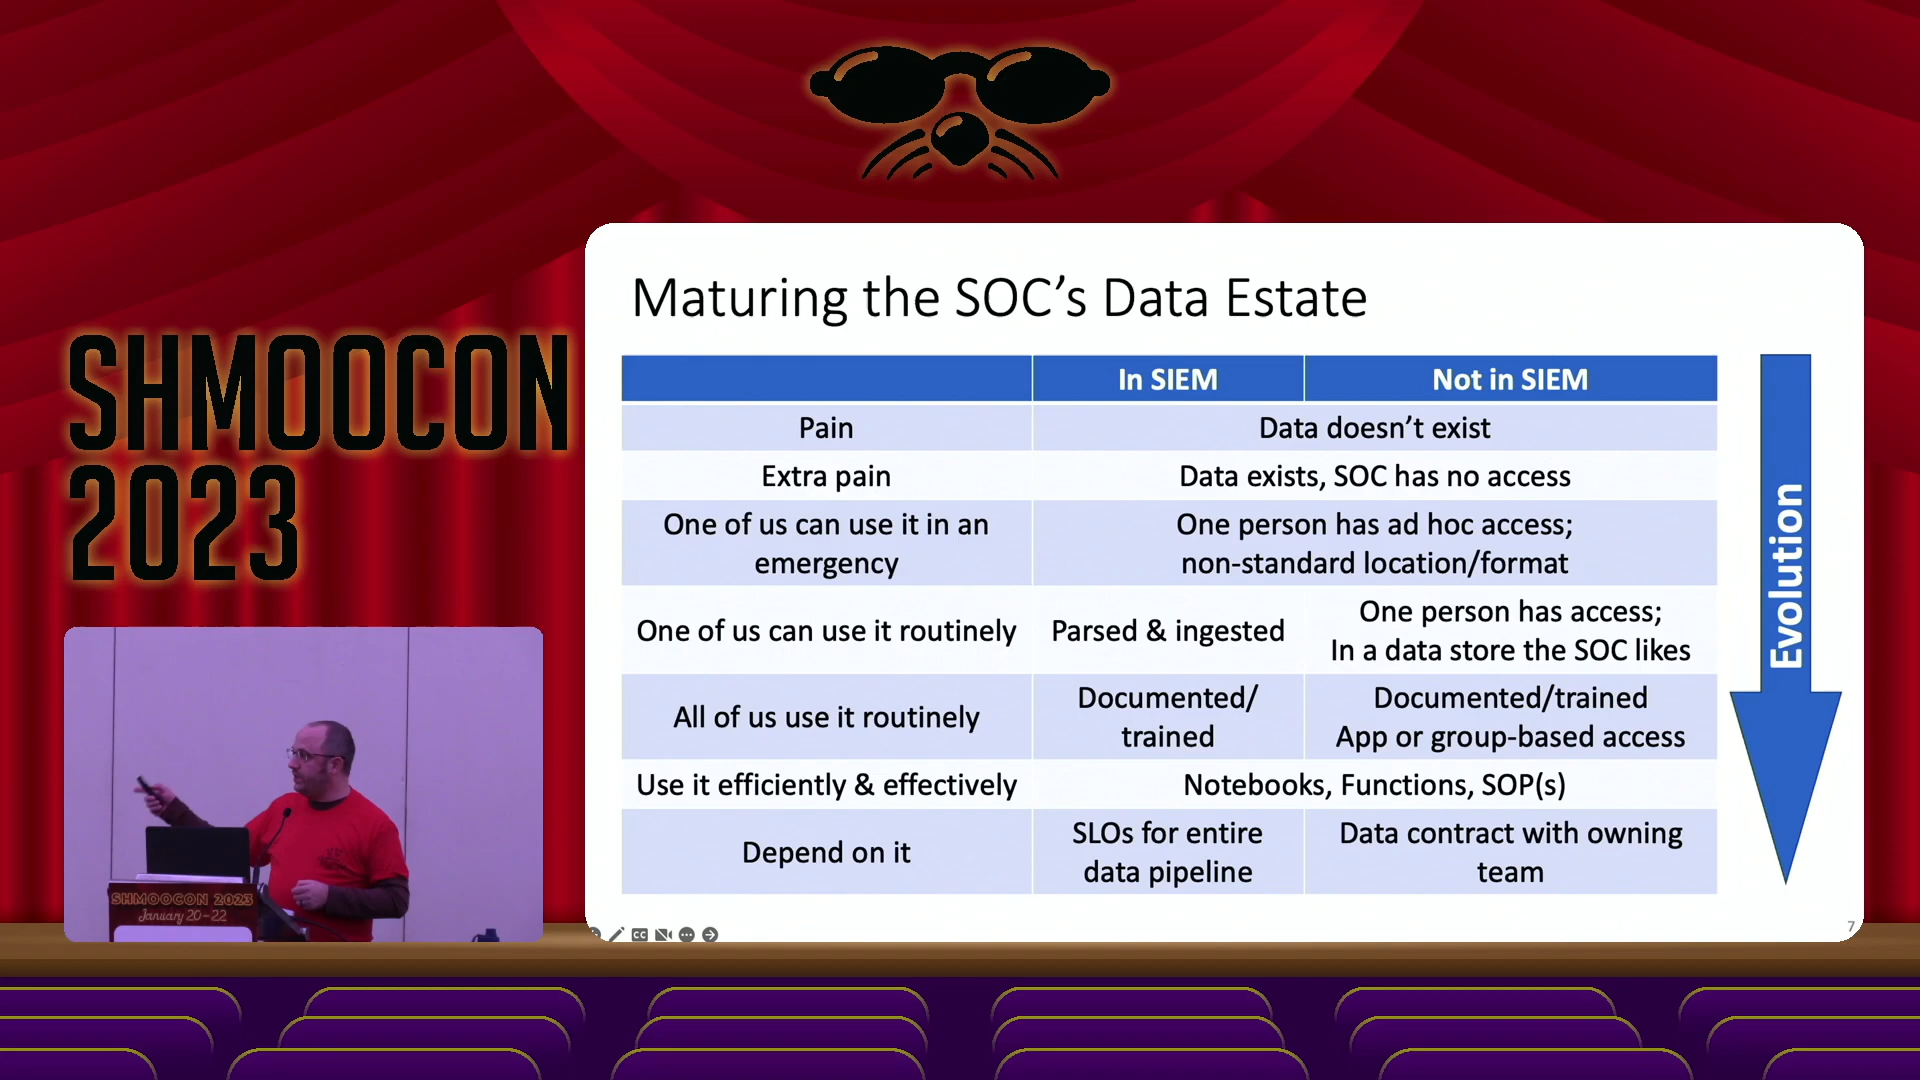 SHMOOCON
2023
Maturing the SOC’s Data Estate
In SIEM
Not in SIEM
Pain
Data doesn’t exist
Extra pain
Data exists, SOC has no access
One of us can use it in an
emergency
One person has ad hoc access;
non-standard location/format
One of us can use it routinely
Parsed & ingested
One person has access;
In a data store the SOC likes
All of us use it routinely
Documented/
trained
Documented/trained
App or group-based access
Use it efficiently & effectively
Notebooks, Functions, SOP(s)
Depend on it
SLOs for entire
data pipeline
Data contract with owning
team
Evolution
CC
7
SHMOOCON 2023
January 20-22